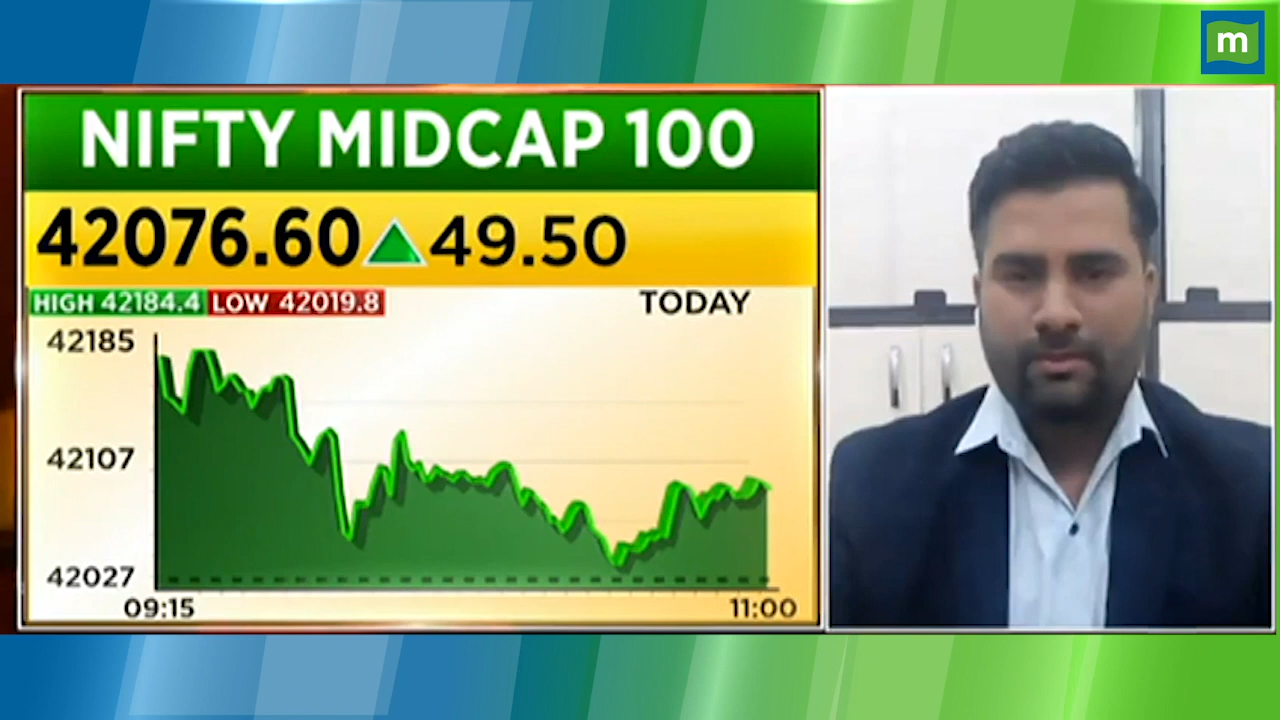 m
NIFTY MIDCAP 100
42076.60 ▲ 49.50
HIGH 42184.4 LOW 42019.8
TODAY
42185
42107
42027
09:15 11:00